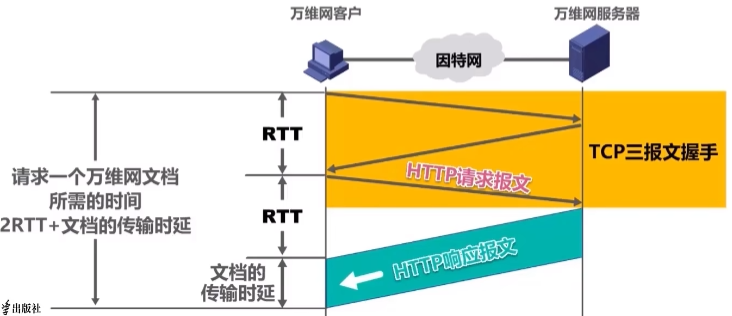 万维网客户
万维网服务器
因特网
RTT
TCP三报文握手
HTTP请求报文
请求一个万维网文档
所需的时间
2RTT+文档的传输时延
RTT
HTTP响应报文
文档的
传输时延
出版社